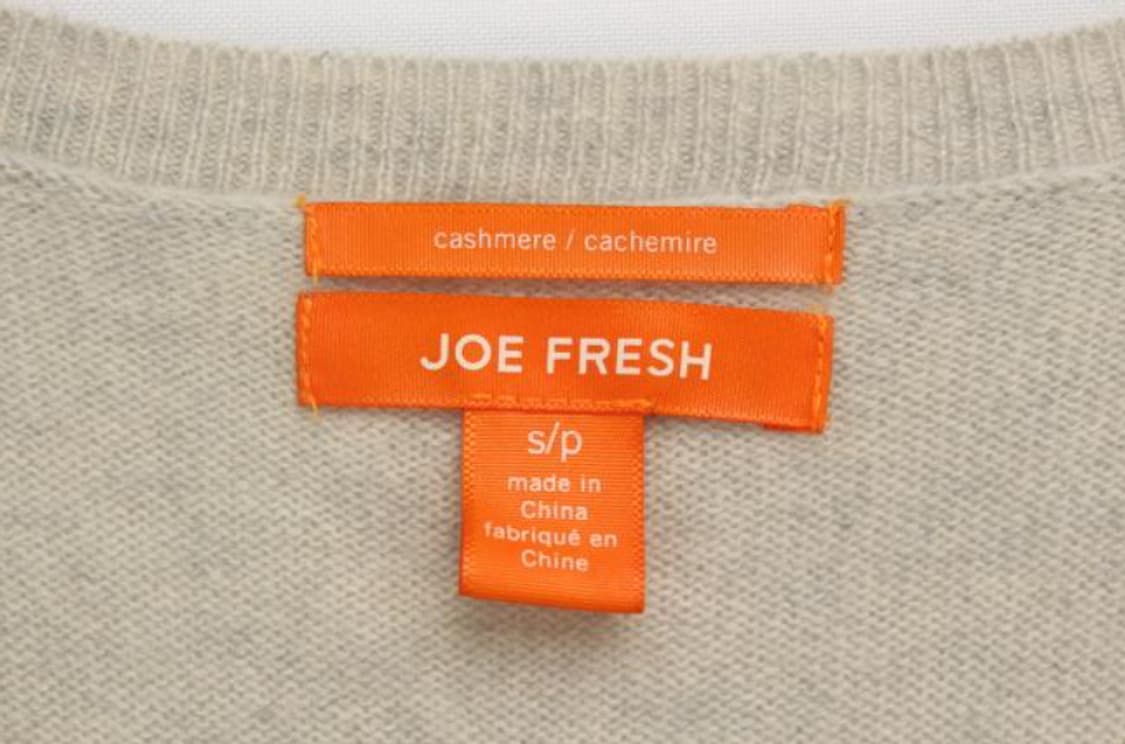 cashmere / cachemire
JOE FRESH
s/p
made in
China
fabriqué en
Chine